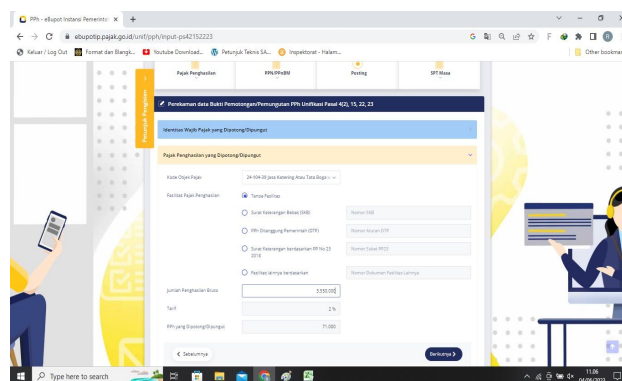 PPh - eBupot Instansi Pemerintah
ebupotip.pajak.go.id/unif/pph/input-ps42152223
Keluar / Log Out
Format dan Blangk...
Youtube Download...
Petunjuk Teknis SA...
Inspektorat - Halam...
Other bookmar
Pajak Penghasilan
PPN/PPnBM
Posting
SPT Masa
Petunjuk Pengisian
Perekaman data Bukti Pemotongan/Pemungutan PPh Unifikasi Pasal 4(2), 15, 22, 23
Identitas Wajib Pajak yang Dipotong/Dipungut
Pajak Penghasilan yang Dipotong/Dipungut
Kode Objek Pajak
24-104-39 Jasa Katering Atau Tata Boga
Fasilitas Pajak Penghasilan
Tanpa Fasilitas
Surat Keterangan Bebas (SKB)
Nomor SKB
PPh Ditanggung Pemerintah (DTP)
Nomor Aturan DTP
Surat Keterangan berdasarkan PP No 23
2018
Nomor Suket PP23
Fasilitas lainnya berdasarkan
Nomor Dokumen Fasilitas Lainnya
Jumlah Penghasilan Bruto
3.550.000
Tarif
2 %
PPh yang Dipotong/Dipungut
71.000
Sebelumnya
Berikutnya
Type here to search
11.06
04/06/2023